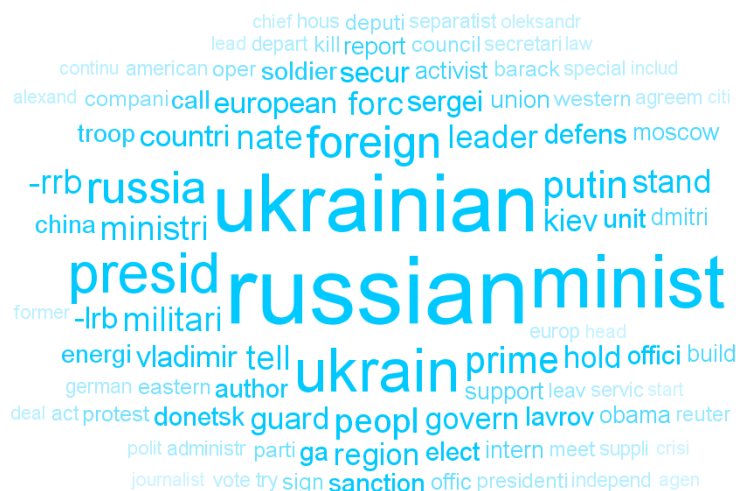 chief hous deputi separatist oleksandr
lead depart kill report council secretari law
continu american oper soldier secur activist barack special includ
alexand compani call european forc sergei union western agreem citi
troop countri nate foreign leader defens moscow
-rrb russia ukrainian putin stand
china ministri kiev unit dmitri
presid russian minist
former -lrb militari europ head
energi vladimir tell ukrain prime hold offici build
german eastern author support leav servic start
deal act protest donetsk guard peopl govern lavrov obama reuter
polit administr parti ga region elect intern meet suppli crisi
journalist vote try sign sanction offic presidenti independ agen